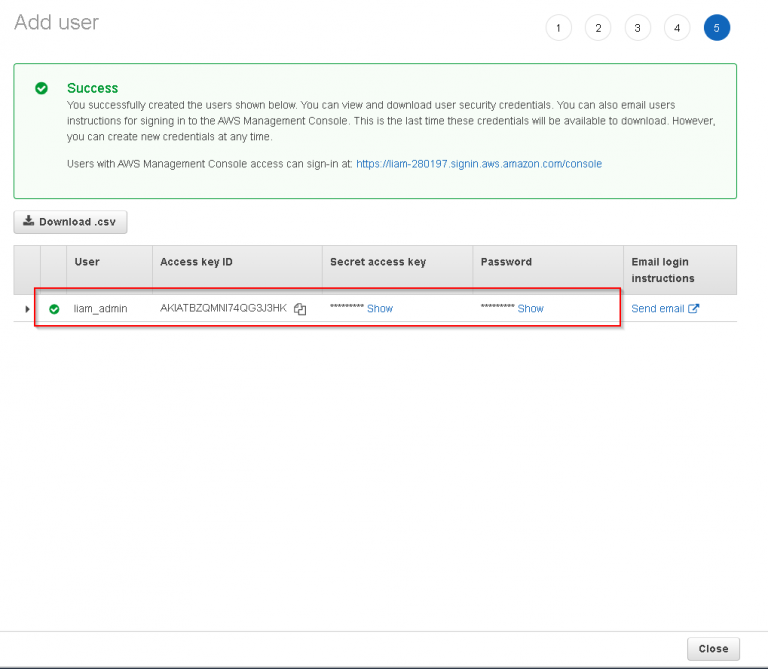 Add user
1 2 3 4 5
Success
You successfully created the users shown below. You can view and download user security credentials. You can also email users
instructions for signing in to the AWS Management Console. This is the last time these credentials will be available to download. However,
you can create new credentials at any time.
Users with AWS Management Console access can sign-in at: https://liam-280197.signin.aws.amazon.com/console
Download .csv
User Access key ID Secret access key Password Email login
instructions
liam_admin AKIATBZQMNI74QG3J3HK ********* Show ********* Show Send email
Close